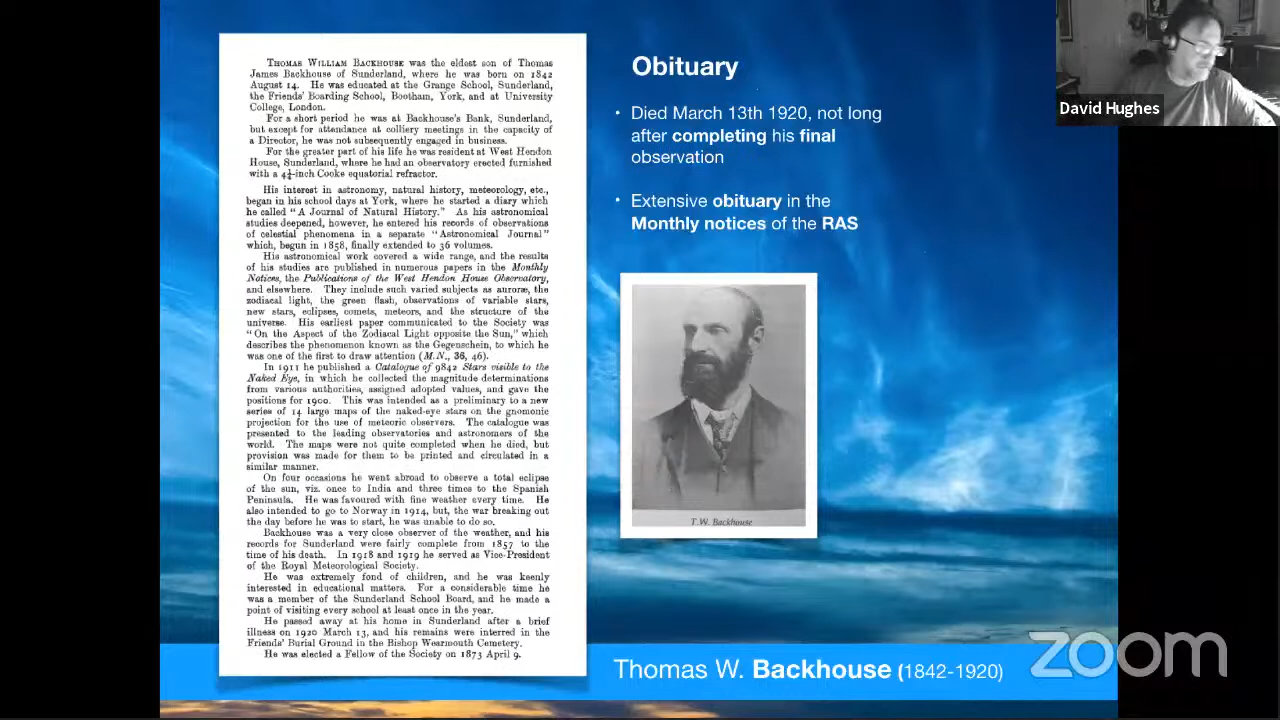 THOMAS WILLIAM BACKHOUSE was the eldest son of Thomas
James Backhouse of Sunderland, where he was born on 1842
August 14. He was educated at the Grange School, Sunderland,
the Friends' Boarding School, Bootham, York, and at University
College, London.
For a short period he was at Backhouse's Bank, Sunderland,
but except for attendance at colliery meetings in the capacity of
a Director, he was not subsequently engaged in business.
For the greater part of his life he was resident at West Hendon
House, Sunderland, where he had an observatory erected furnished
with a 4½-inch Cooke equatorial refractor.
His interest in astronomy, natural history, meteorology, etc.,
began in his school days at York, where he started a diary which
he called "A Journal of Natural History." As his astronomical
studies deepened, however, he entered his records of observations
of celestial phenomena in a separate "Astronomical Journal"
which, begun in 1858, finally extended to 36 volumes.
His astronomical work covered a wide range, and the results
of his studies are published in numerous papers in the Monthly
Notices, the Publications of the West Hendon House Observatory,
and elsewhere. They include such varied subjects as auroræ, the
zodiacal light, the green flash, observations of variable stars,
new stars, eclipses, comets, meteors, and the structure of the
universe. His earliest paper communicated to the Society was
"On the Aspect of the Zodiacal Light opposite the Sun," which
describes the phenomenon known as the Gegenschein, to which he
was one of the first to draw attention (M.N., 36, 46).
In 1911 he published a Catalogue of 9842 Stars visible to the
Naked Eye, in which he collected the magnitude determinations
from various authorities, assigned adopted values, and gave the
positions for 1900. This was intended as a preliminary to a new
series of 14 large maps of the naked-eye stars on the gnomonic
projection for the use of meteoric observers. The catalogue was
presented to the leading observatories and astronomers of the
world. The maps were not quite completed when he died, but
provision was made for them to be printed and circulated in a
similar manner.
On four occasions he went abroad to observe a total eclipse
of the sun, viz. once to India and three times to the Spanish
Peninsula. He was favoured with fine weather every time. He
also intended to go to Norway in 1914, but, the war breaking out
the day before he was to start, he was unable to do so.
Backhouse was a very close observer of the weather, and his
records for Sunderland were fairly complete from 1857 to the
time of his death. In 1918 and 1919 he served as Vice-President
of the Royal Meteorological Society.
He was extremely fond of children, and he was keenly
interested in educational matters. For a considerable time he
was a member of the Sunderland School Board, and he made a
point of visiting every school at least once in the year.
He passed away at his home in Sunderland after a brief
illness on 1920 March 13, and his remains were interred in the
Friends' Burial Ground in the Bishop Wearmouth Cemetery.
He was elected a Fellow of the Society on 1873 April 9.
Obituary
• Died March 13th 1920, not long
after completing his final
observation
• Extensive obituary in the
Monthly notices of the RAS
T.W. Backhouse
Thomas W. Backhouse (1842-1920)
David Hughes
zoom